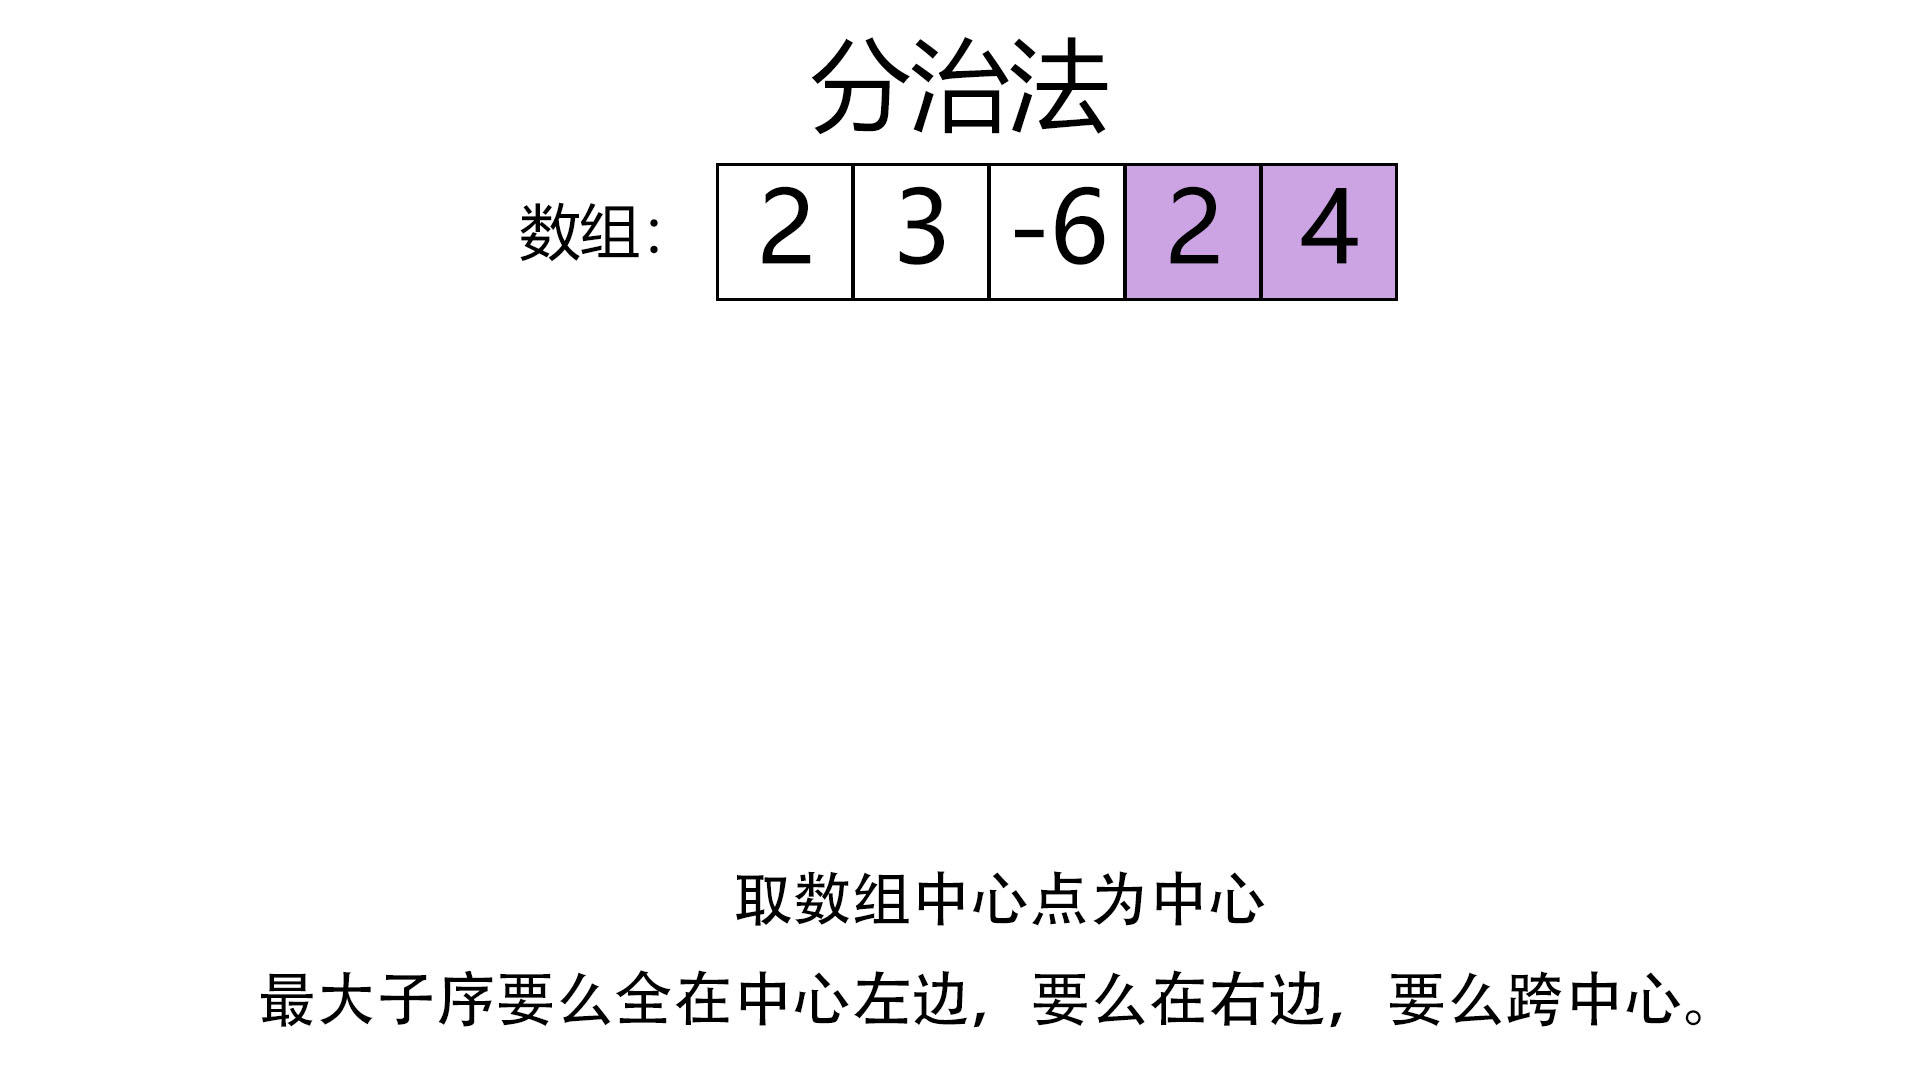 分治法
数组： 2 3 -6 2 4
取数组中心点为中心
最大子序要么全在中心左边，要么在右边，要么跨中心。